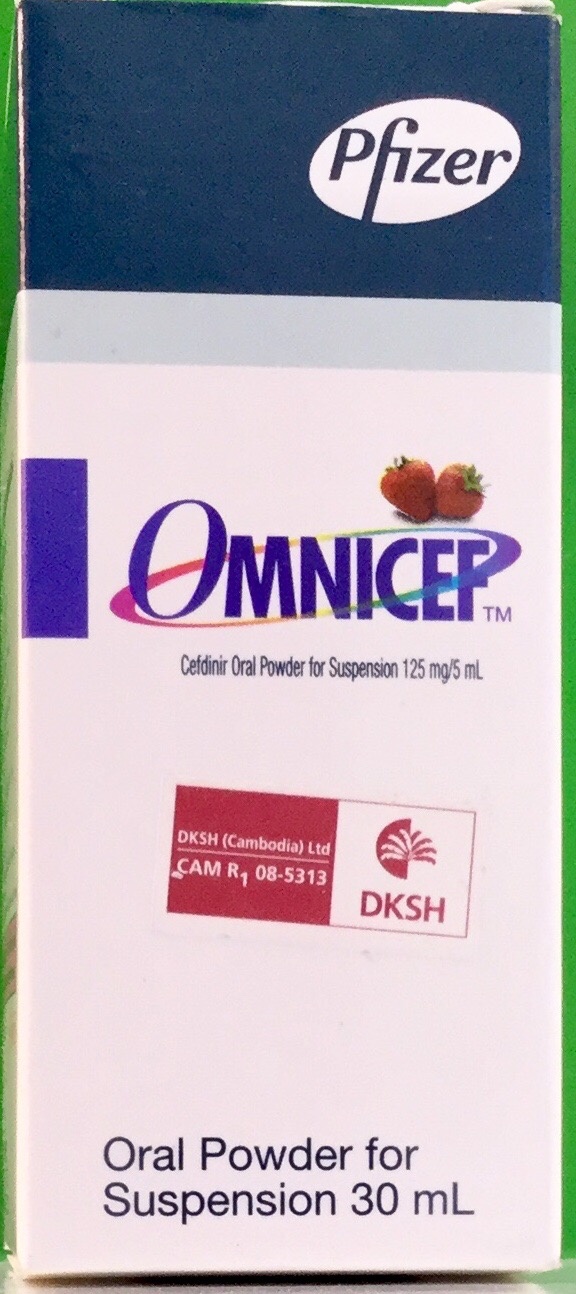 Pfizer
OMNICEF™
Cefdinir Oral Powder for Suspension 125 mg/5 mL
DKSH (Cambodia) Ltd
CAM R1 08-5313
DKSH
Oral Powder for
Suspension 30 mL